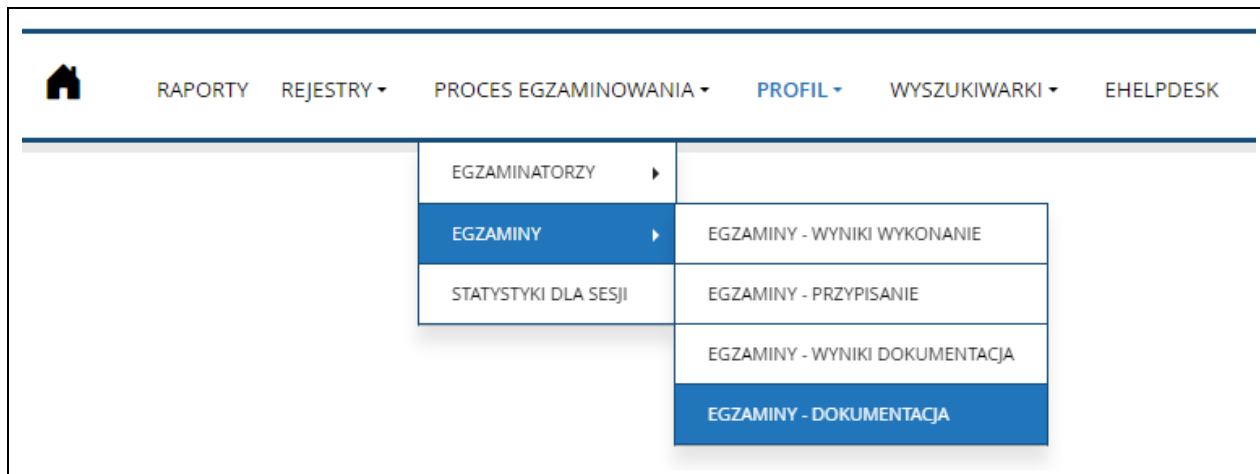 RAPORTY REJESTRY PROCES EGZAMINOWANIA PROFIL WYSZUKIWARKI EHELPDESK
EGZAMINATORZY
EGZAMINY
STATYSTYKI DLA SESJI
EGZAMINY - WYNIKI WYKONANIE
EGZAMINY - PRZYPISANIE
EGZAMINY - WYNIKI DOKUMENTACJA
EGZAMINY - DOKUMENTACJA